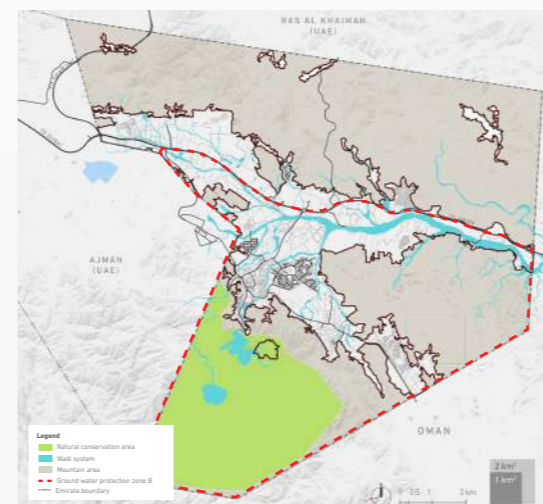 RAS AL KHAIMAH
(UAE)
AJMAN
(UAE)
OMAN
Legend
Natural conservation area
Wadi system
Mountain area
Ground water protection zone B
Emirate boundary
0 0.5 1 2 km
2 km²
1 km²